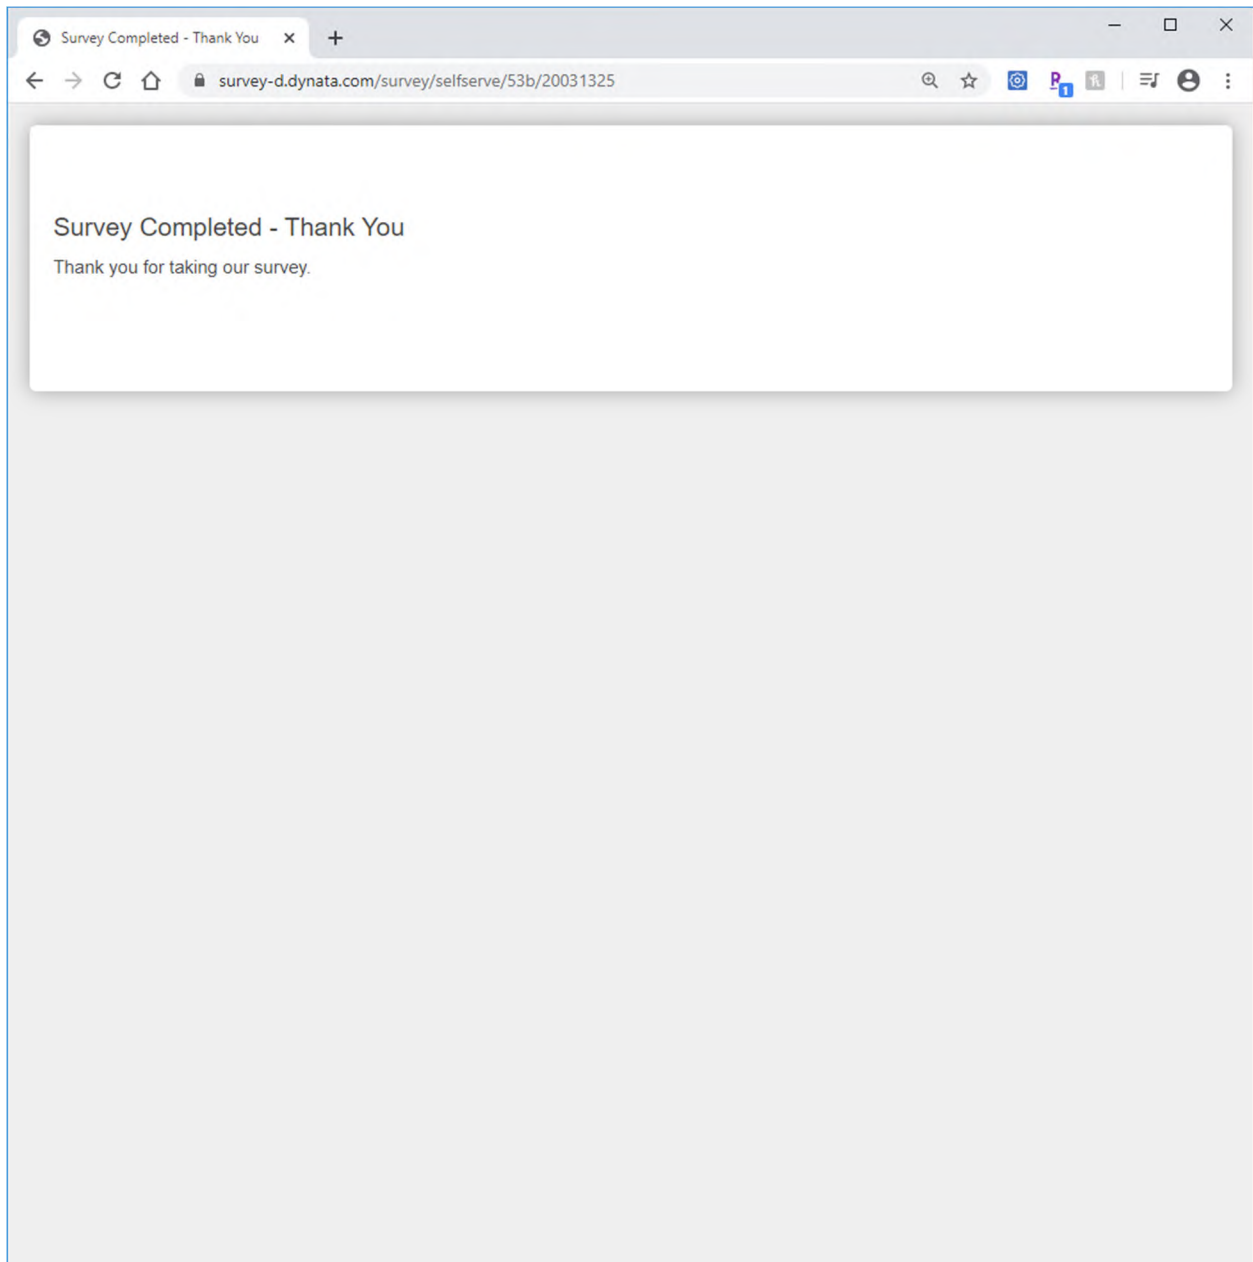 Survey Completed - Thank You
survey-d.dynata.com/survey/selfserve/53b/20031325
R
1
Survey Completed - Thank You
Thank you for taking our survey.